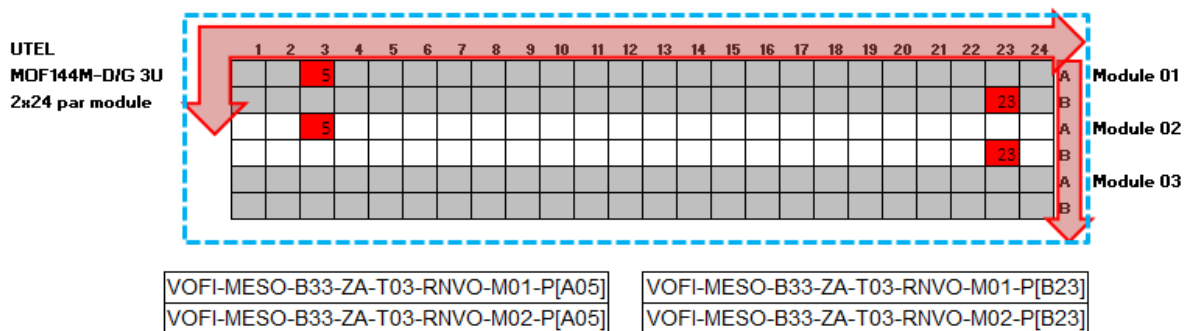 UTEL
MOF144M-D/G 3U
2x24 par module
1 2 3 4 5 6 7 8 9 10 11 12 13 14 15 16 17 18 19 20 21 22 23 24
5 A Module 01
23 B
5 A Module 02
23 B
A Module 03
B
VOFI-MESO-B33-ZA-T03-RNVO-M01-P[A05] VOFI-MESO-B33-ZA-T03-RNVO-M01-P[B23]
VOFI-MESO-B33-ZA-T03-RNVO-M02-P[A05] VOFI-MESO-B33-ZA-T03-RNVO-M02-P[B23]